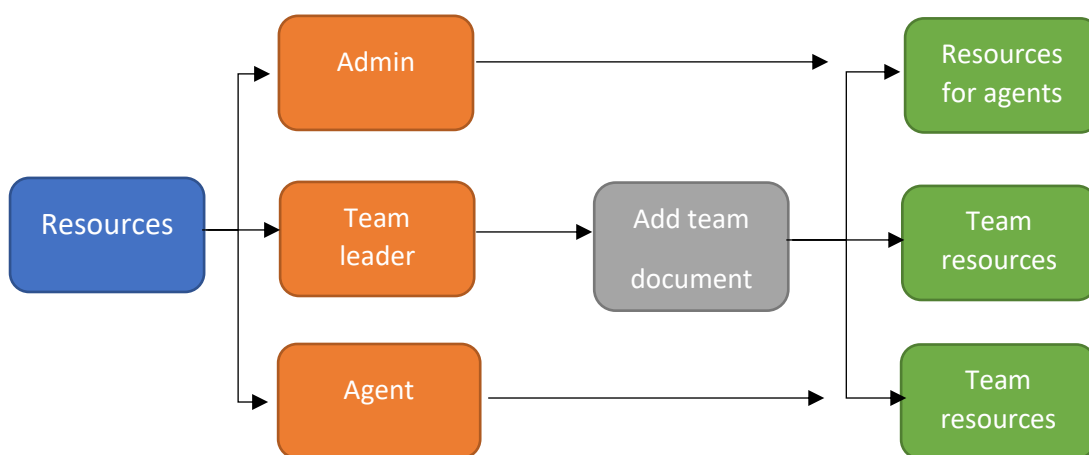 Resources
Admin
Team
leader
Agent
Add team
document
Resources
for agents
Team
resources
Team
resources